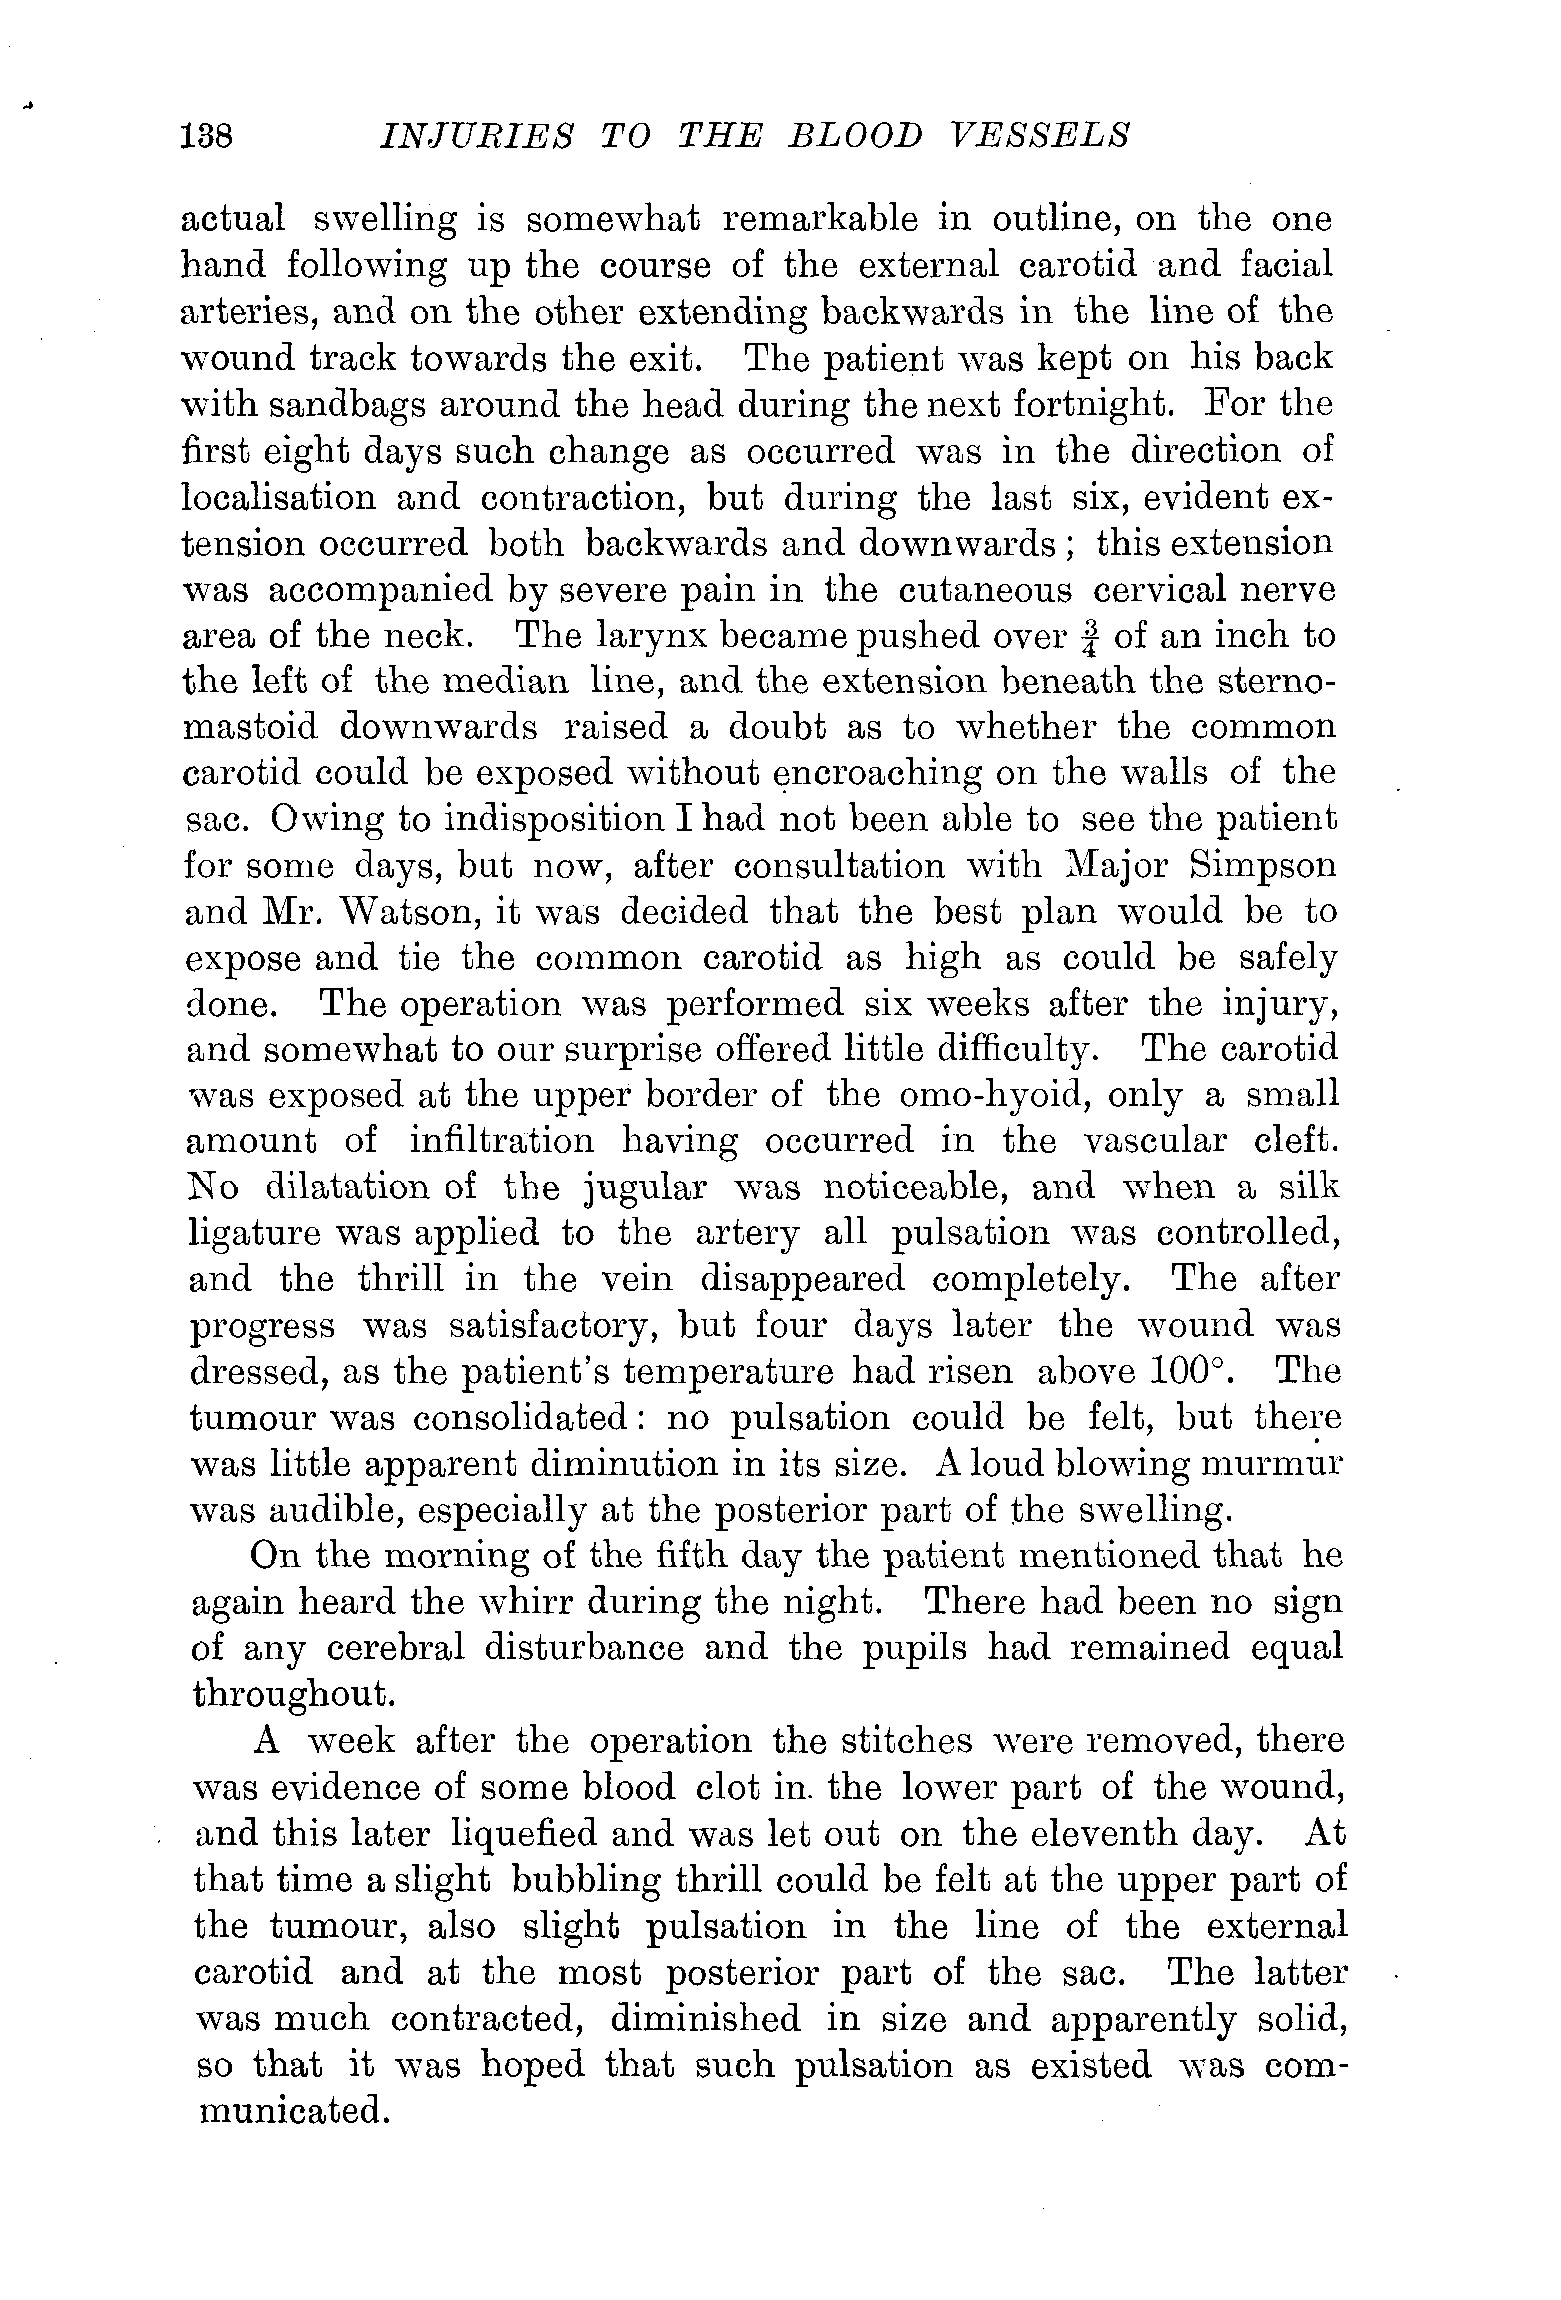 138 INJURIES TO THE BLOOD VESSELS
actual swelling is somewhat remarkable in outline, on the one
hand following up the course of the external carotid and facial
arteries, and on the other extending backwards in the line of the
wound track towards the exit. The patient was kept on his back
with sandbags around the head during the next fortnight. For the
first eight days such change as occurred was in the direction of
localisation and contraction, but during the last six, evident ex-
tension occurred both backwards and downwards; this extension
was accompanied by severe pain in the cutaneous cervical nerve
area of the neck. The larynx became pushed over ¾ of an inch to
the left of the median line, and the extension beneath the sterno-
mastoid downwards raised a doubt as to whether the common
carotid could be exposed without encroaching on the walls of the
sac. Owing to indisposition I had not been able to see the patient
for some days, but now, after consultation with Major Simpson
and Mr. Watson, it was decided that the best plan would be to
expose and tie the common carotid as high as could be safely
done. The operation was performed six weeks after the injury,
and somewhat to our surprise offered little difficulty. The carotid
was exposed at the upper border of the omo-hyoid, only a small
amount of infiltration having occurred in the vascular cleft.
No dilatation of the jugular was noticeable, and when a silk
ligature was applied to the artery all pulsation was controlled,
and the thrill in the vein disappeared completely. The after
progress was satisfactory, but four days later the wound was
dressed, as the patient's temperature had risen above 100°. The
tumour was consolidated: no pulsation could be felt, but there
was little apparent diminution in its size. A loud blowing murmur
was audible, especially at the posterior part of the swelling.
On the morning of the fifth day the patient mentioned that he
again heard the whirr during the night. There had been no sign
of any cerebral disturbance and the pupils had remained equal
throughout.
A week after the operation the stitches were removed, there
was evidence of some blood clot in the lower part of the wound,
and this later liquefied and was let out on the eleventh day. At
that time a slight bubbling thrill could be felt at the upper part of
the tumour, also slight pulsation in the line of the external
carotid and at the most posterior part of the sac. The latter
was much contracted, diminished in size and apparently solid,
so that it was hoped that such pulsation as existed was com-
municated.